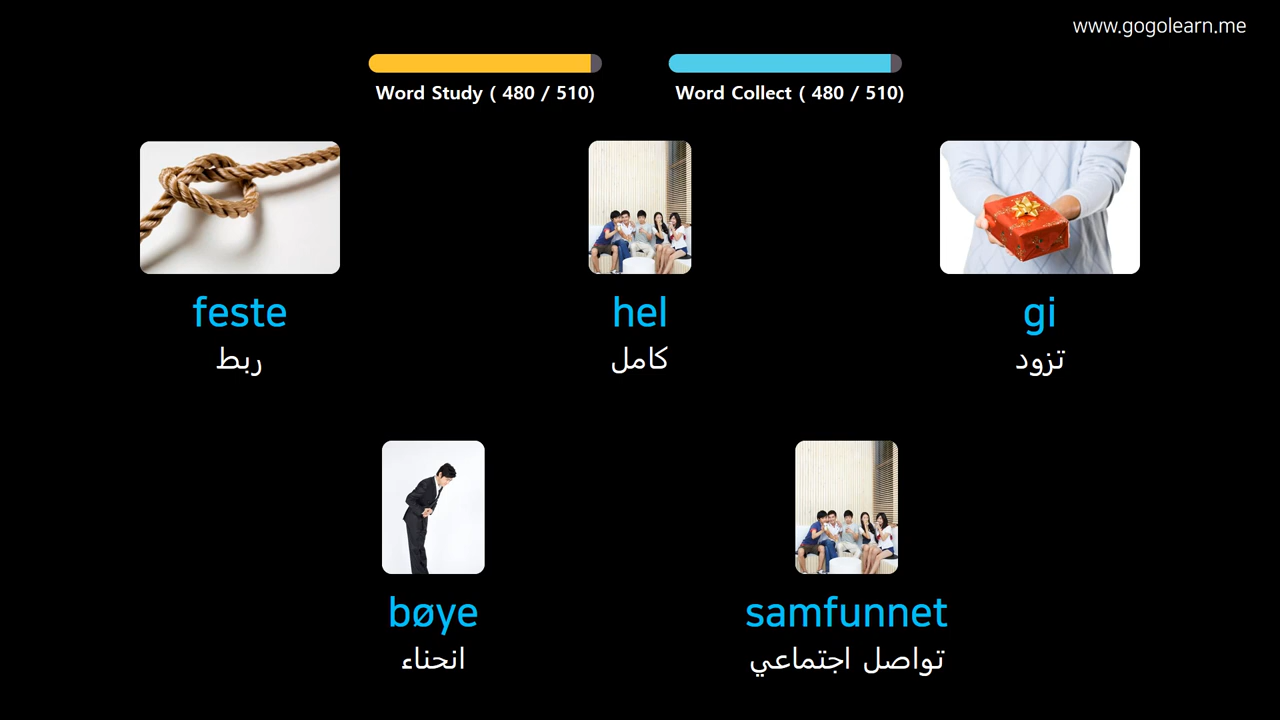 www.gogolearn.me
Word Study ( 480 / 510)
Word Collect ( 480 / 510)
feste
ربط
hel
كامل
gi
تزود
bøye
انحناء
samfunnet
تواصل اجتماعي